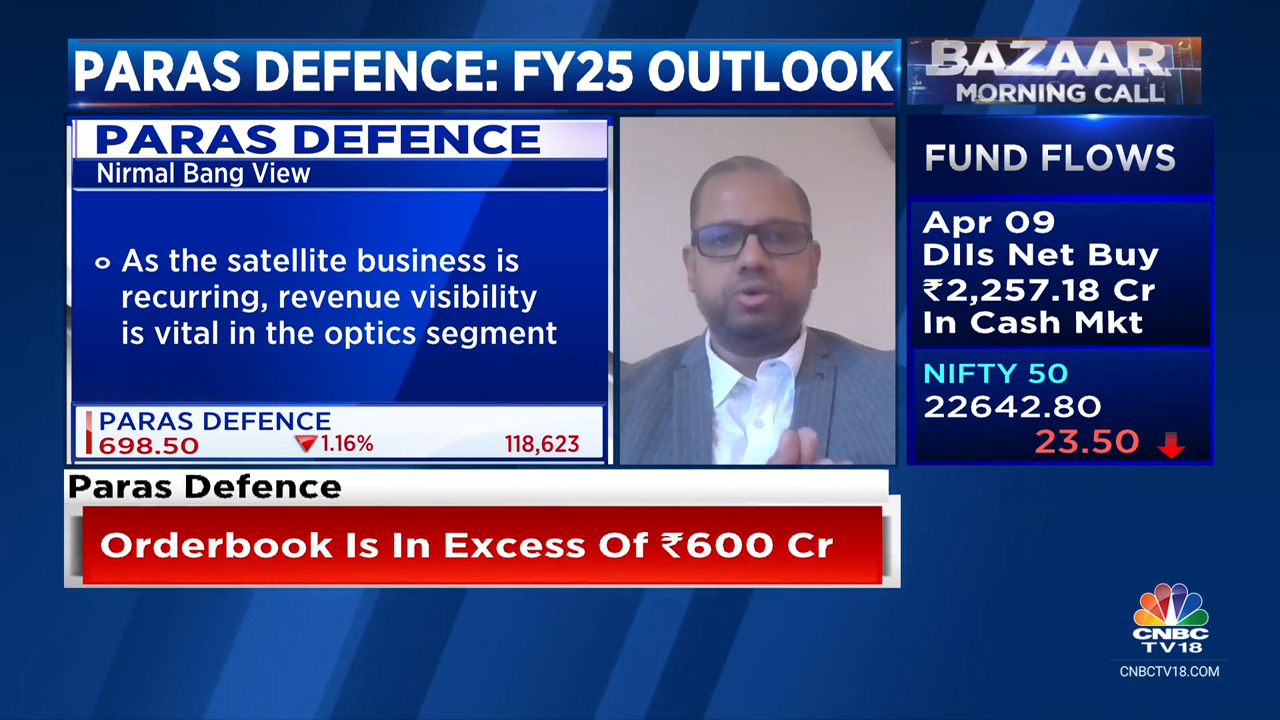 PARAS DEFENCE: FY25 OUTLOOK
BAZAAR
MORNING CALL
PARAS DEFENCE
Nirmal Bang View
As the satellite business is
recurring, revenue visibility
is vital in the optics segment
PARAS DEFENCE
698.50 1.16% 118,623
FUND FLOWS
Apr 09
DIIs Net Buy
₹2,257.18 Cr
In Cash Mkt
NIFTY 50
22642.80
23.50
Paras Defence
Orderbook Is In Excess Of ₹600 Cr
CNBC
TV18
CNBCTV18.COM